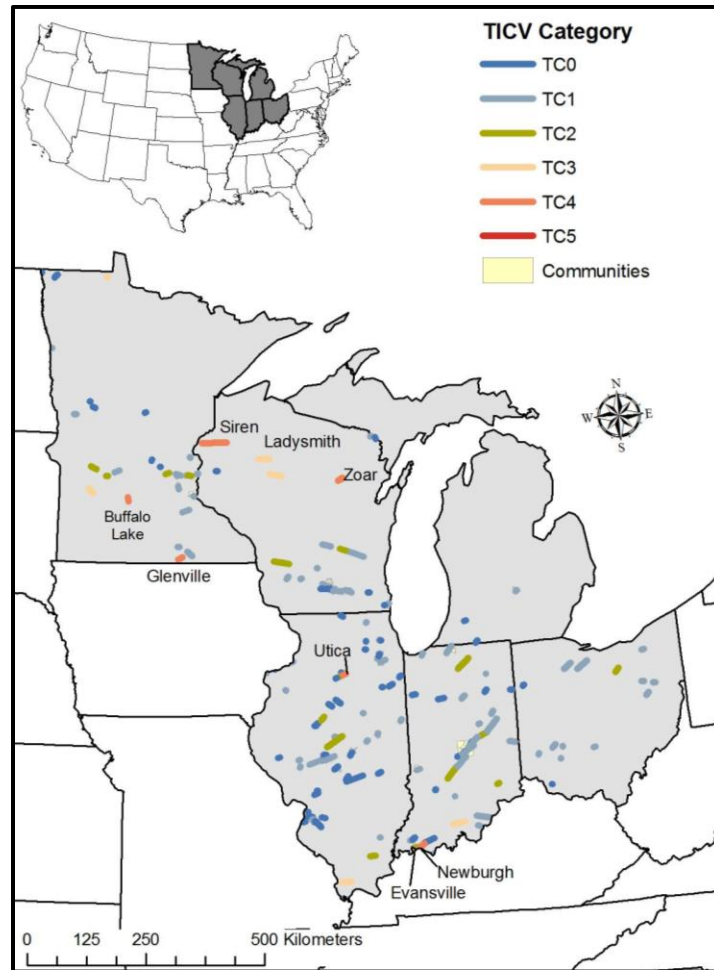 TICV Category
TC0
TC1
TC2
TC3
TC4
TC5
Communities
N
W
E
S
Siren
Ladysmith
Zoar
Buffalo
Lake
Glenville
Utica
Newburgh
Evansville
0 125 250 500 Kilometers